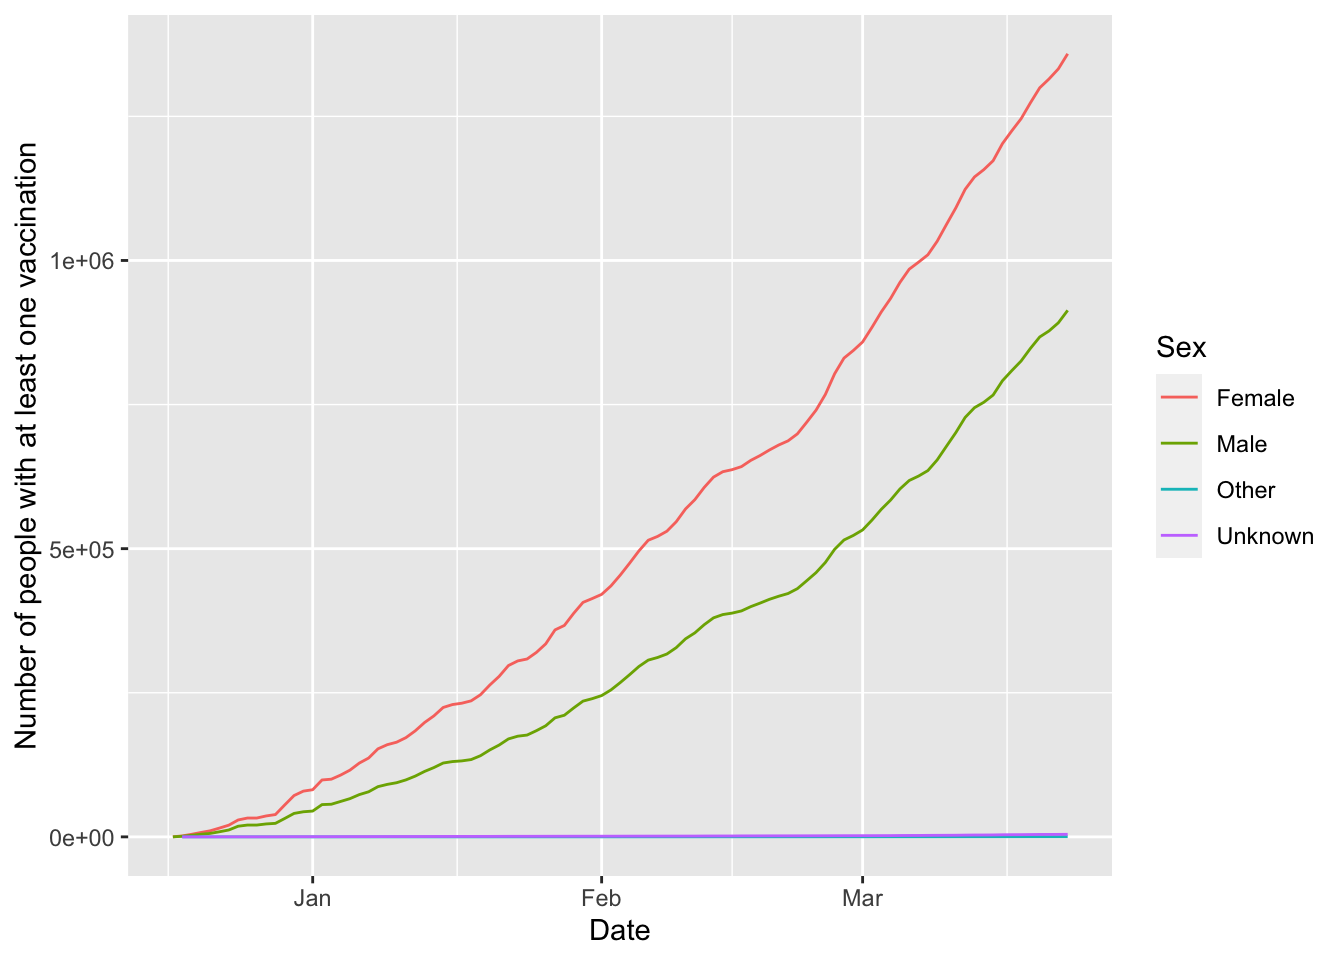 Number of people with at least one vaccination
1e+06
5e+05
0e+00
Jan
Feb
Mar
Date
Sex
Female
Male
Other
Unknown